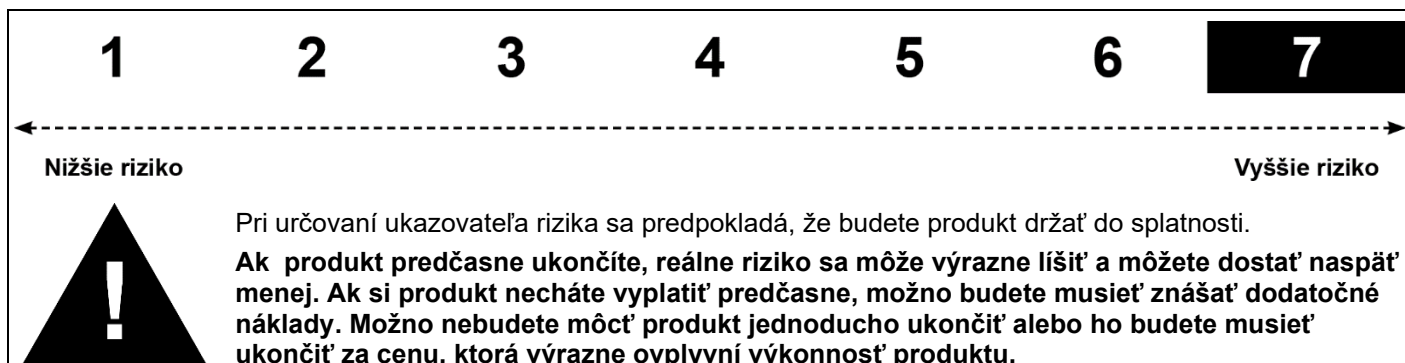 1 2 3 4 5 6 7
Nižšie riziko Vyššie riziko
!
Pri určovaní ukazovateľa rizika sa predpokladá, že budete produkt držať do splatnosti.
Ak produkt predčasne ukončíte, reálne riziko sa môže výrazne líšiť a môžete dostať naspäť
menej. Ak si produkt necháte vyplatiť predčasne, možno budete musieť znášať dodatočné
náklady. Možno nebudete môcť produkt jednoducho ukončiť alebo ho budete musieť
ukončiť za cenu, ktorá výrazne ovplyvní výkonnosť produktu.